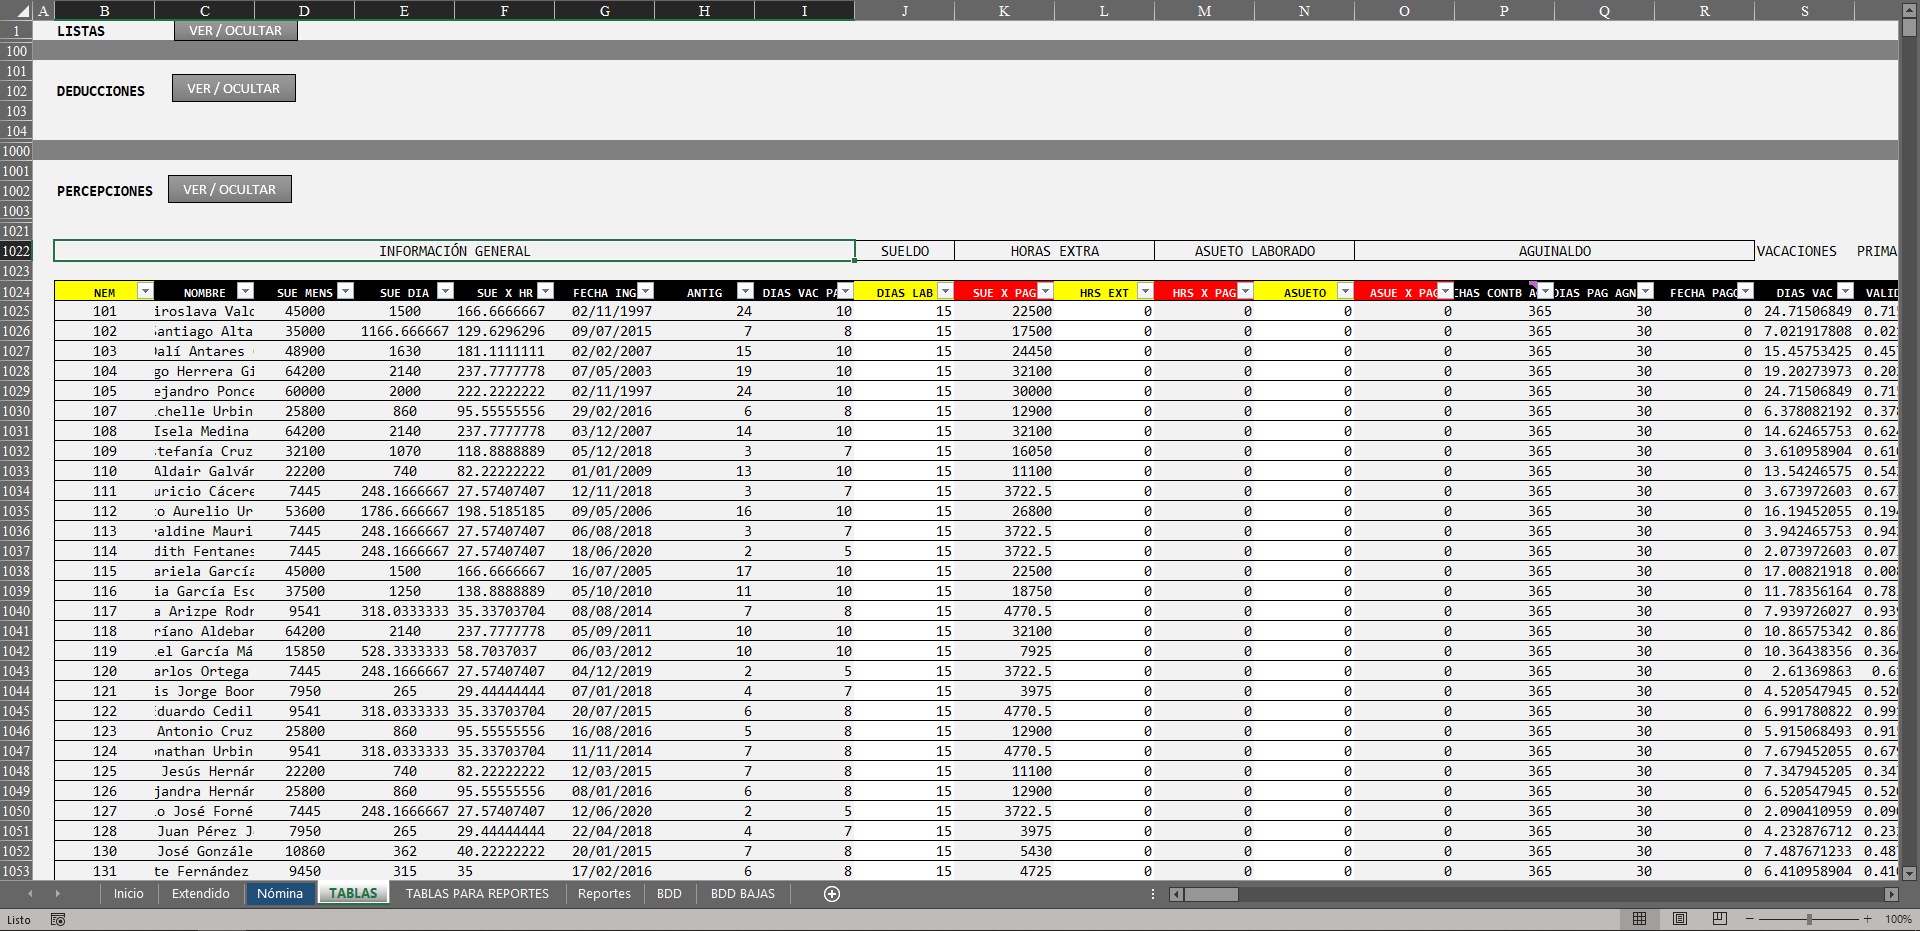 A B C D E F G H I J K L M N O P Q R S
1 LISTAS VER / OCULTAR
100
101
102 DEDUCCIONES VER / OCULTAR
103
104
1000
1001
1002 PERCEPCIONES VER / OCULTAR
1003
1021
1022 INFORMACIÓN GENERAL SUELDO HORAS EXTRA ASUETO LABORADO AGUINALDO VACACIONES PRIMA
1023
1024 NEM NOMBRE SUE MENS SUE DIA SUE X HR FECHA ING ANTIG DIAS VAC PA DIAS LAB SUE X PAG HRS EXT HRS X PAG ASUETO ASUE X PAG CHAS CONTB A DIAS PAG AGN FECHA PAGO DIAS VAC VALID
1025 101 iroslava Valc 45000 1500 166.6666667 02/11/1997 24 10 15 22500 0 0 0 0 365 30 0 24.71506849 0.71
1026 102 antiago Alta 35000 1166.666667 129.6296296 09/07/2015 7 8 15 17500 0 0 0 0 365 30 0 7.021917808 0.02
1027 103 alí Antares 48900 1630 181.1111111 02/02/2007 15 10 15 24450 0 0 0 0 365 30 0 15.45753425 0.45
1028 104 go Herrera Gi 64200 2140 237.7777778 07/05/2003 19 10 15 32100 0 0 0 0 365 30 0 19.20273973 0.20
1029 105 ejandro Ponce 60000 2000 222.2222222 02/11/1997 24 10 15 30000 0 0 0 0 365 30 0 24.71506849 0.71
1030 107 chelle Urbin 25800 860 95.55555556 29/02/2016 6 8 15 12900 0 0 0 0 365 30 0 6.378082192 0.37
1031 108 Isela Medina 64200 2140 237.7777778 03/12/2007 14 10 15 32100 0 0 0 0 365 30 0 14.62465753 0.62
1032 109 tefanía Cruz 32100 1070 118.8888889 05/12/2018 3 7 15 16050 0 0 0 0 365 30 0 3.610958904 0.61
1033 110 Aldair Galván 22200 740 82.22222222 01/01/2009 13 10 15 11100 0 0 0 0 365 30 0 13.54246575 0.54
1034 111 uricio Cácere 7445 248.1666667 27.57407407 12/11/2018 3 7 15 3722.5 0 0 0 0 365 30 0 3.673972603 0.67
1035 112 o Aurelio Ur 53600 1786.666667 198.5185185 09/05/2006 16 10 15 26800 0 0 0 0 365 30 0 16.19452055 0.19
1036 113 raldine Mauri 7445 248.1666667 27.57407407 06/08/2018 3 7 15 3722.5 0 0 0 0 365 30 0 3.942465753 0.94
1037 114 dith Fentanes 7445 248.1666667 27.57407407 18/06/2020 2 5 15 3722.5 0 0 0 0 365 30 0 2.073972603 0.07
1038 115 ariela García 45000 1500 166.6666667 16/07/2005 17 10 15 22500 0 0 0 0 365 30 0 17.00821918 0.00
1039 116 ia García Esc 37500 1250 138.8888889 05/10/2010 11 10 15 18750 0 0 0 0 365 30 0 11.78356164 0.78
1040 117 a Arizpe Rodr 9541 318.0333333 35.33703704 08/08/2014 7 8 15 4770.5 0 0 0 0 365 30 0 7.939726027 0.93
1041 118 ríano Aldebar 64200 2140 237.7777778 05/09/2011 10 10 15 32100 0 0 0 0 365 30 0 10.86575342 0.86
1042 119 el García Má 15850 528.3333333 58.7037037 06/03/2012 10 10 15 7925 0 0 0 0 365 30 0 10.36438356 0.36
1043 120 arlos Ortega 7445 248.1666667 27.57407407 04/12/2019 2 5 15 3722.5 0 0 0 0 365 30 0 2.61369863 0.6
1044 121 is Jorge Boor 7950 265 29.44444444 07/01/2018 4 7 15 3975 0 0 0 0 365 30 0 4.520547945 0.52
1045 122 duardo Cedil 9541 318.0333333 35.33703704 20/07/2015 6 8 15 4770.5 0 0 0 0 365 30 0 6.991780822 0.99
1046 123 Antonio Cruz 25800 860 95.55555556 16/08/2016 5 8 15 12900 0 0 0 0 365 30 0 5.915068493 0.91
1047 124 onathan Urbin 9541 318.0333333 35.33703704 11/11/2014 7 8 15 4770.5 0 0 0 0 365 30 0 7.679452055 0.67
1048 125 Jesús Hernán 22200 740 82.22222222 12/03/2015 7 8 15 11100 0 0 0 0 365 30 0 7.347945205 0.34
1049 126 jandra Hernán 25800 860 95.55555556 08/01/2016 6 8 15 12900 0 0 0 0 365 30 0 6.520547945 0.52
1050 127 o José Forné 7445 248.1666667 27.57407407 12/06/2020 2 5 15 3722.5 0 0 0 0 365 30 0 2.090410959 0.09
1051 128 Juan Pérez J 7950 265 29.44444444 22/04/2018 4 7 15 3975 0 0 0 0 365 30 0 4.232876712 0.23
1052 130 José Gonzále 10860 362 40.22222222 20/01/2015 7 8 15 5430 0 0 0 0 365 30 0 7.487671233 0.48
1053 131 te Fernández 9450 315 35 17/02/2016 6 8 15 4725 0 0 0 0 365 30 0 6.410958904 0.41
Inicio Extendido Nómina TABLAS TABLAS PARA REPORTES Reportes BDD BDD BAJAS
Listo 100%